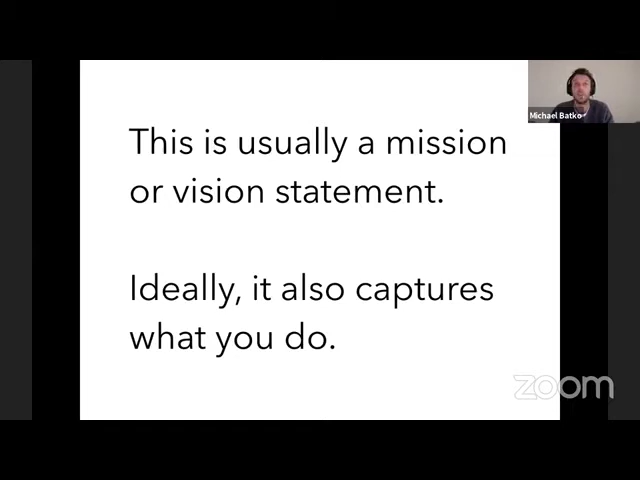 Michael Batko
This is usually a mission
or vision statement.
Ideally, it also captures
what you do.
zoom